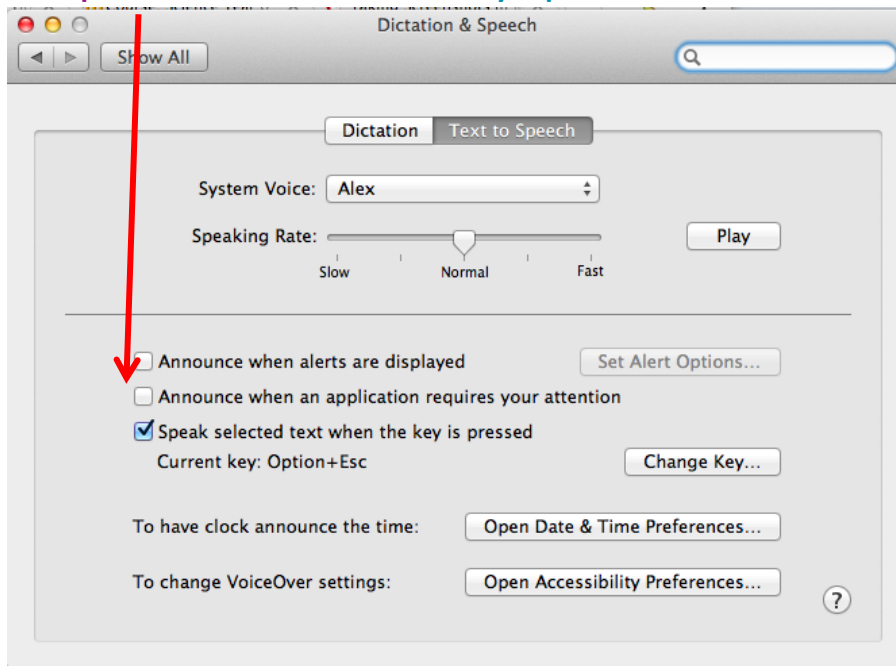 Dictation & Speech
Show All
Dictation Text to Speech
System Voice: Alex
Speaking Rate: Play
Slow Normal Fast
Announce when alerts are displayed Set Alert Options...
Announce when an application requires your attention
Speak selected text when the key is pressed
Current key: Option+Esc Change Key...
To have clock announce the time: Open Date & Time Preferences...
To change VoiceOver settings: Open Accessibility Preferences...
?